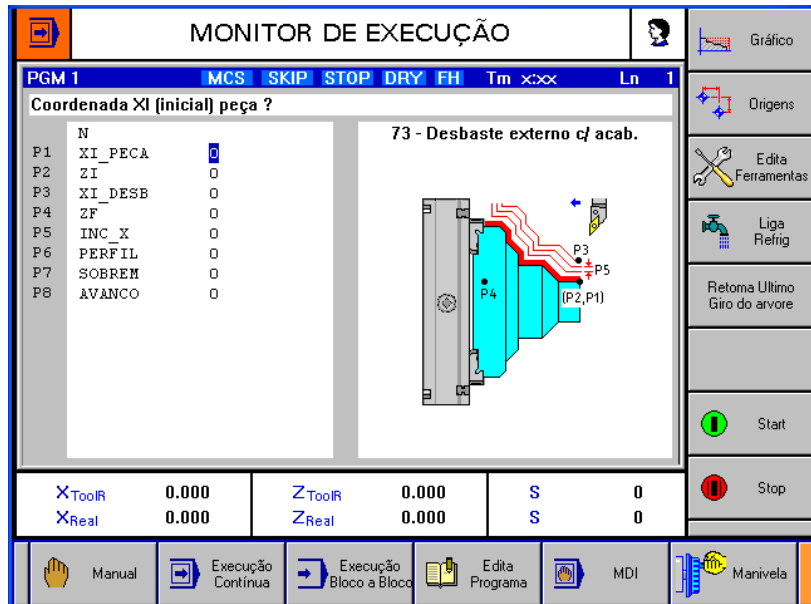 MONITOR DE EXECUÇÃO
PGM 1 MCS SKIP STOP DRY FH Tm x:xx Ln 1
Coordenada XI (inicial) peça ?
N
P1 XI_PECA 0
P2 ZI 0
P3 XI_DESB 0
P4 ZF 0
P5 INC_X 0
P6 PERFIL 0
P7 SOBREM 0
P8 AVANCO 0
73 - Desbaste externo c/ acab.
P3
P5
P4
(P2,P1)
XToolR 0.000 ZToolR 0.000 S 0
XReal 0.000 ZReal 0.000 S 0
Gráfico
Origens
Edita
Ferramentas
Liga
Refrig
Retoma Ultimo
Giro do arvore
Start
Stop
Manual
Execução
Contínua
Execução
Bloco a Bloco
Edita
Programa
MDI
Manivela